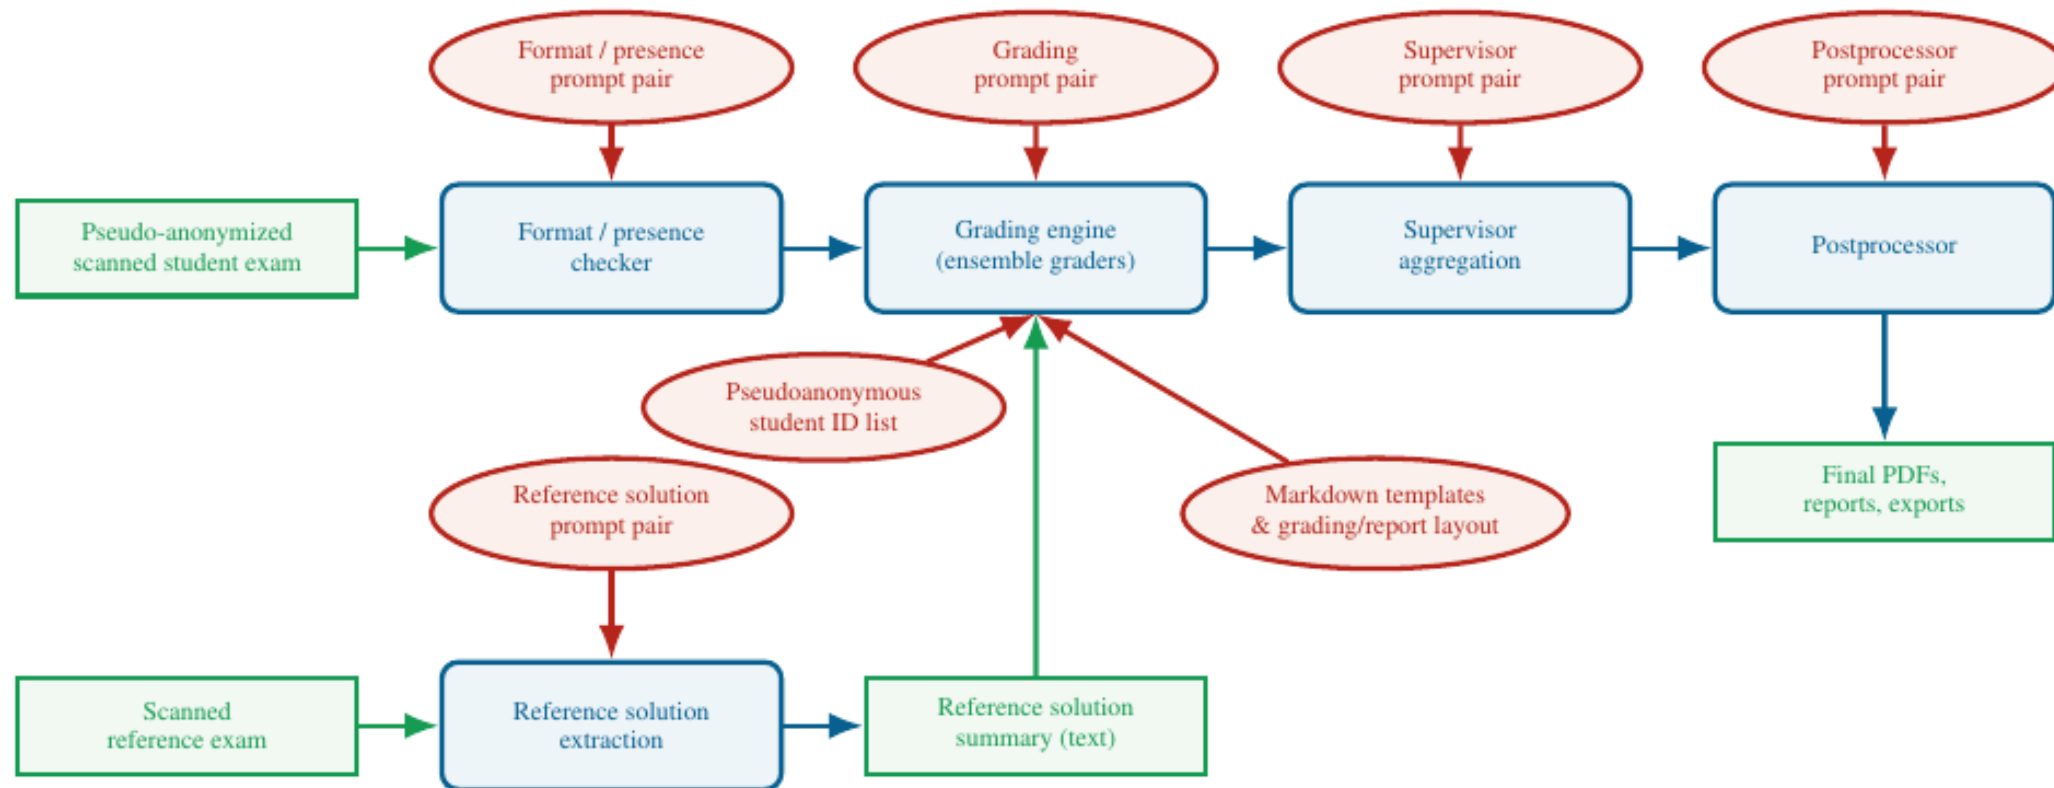 Format / presence
prompt pair
Grading
prompt pair
Supervisor
prompt pair
Postprocessor
prompt pair
Pseudo-anonymized
scanned student exam
Format / presence
checker
Grading engine
(ensemble graders)
Supervisor
aggregation
Postprocessor
Pseudoanonymous
student ID list
Reference solution
prompt pair
Markdown templates
& grading/report layout
Final PDFs,
reports, exports
Scanned
reference exam
Reference solution
extraction
Reference solution
summary (text)